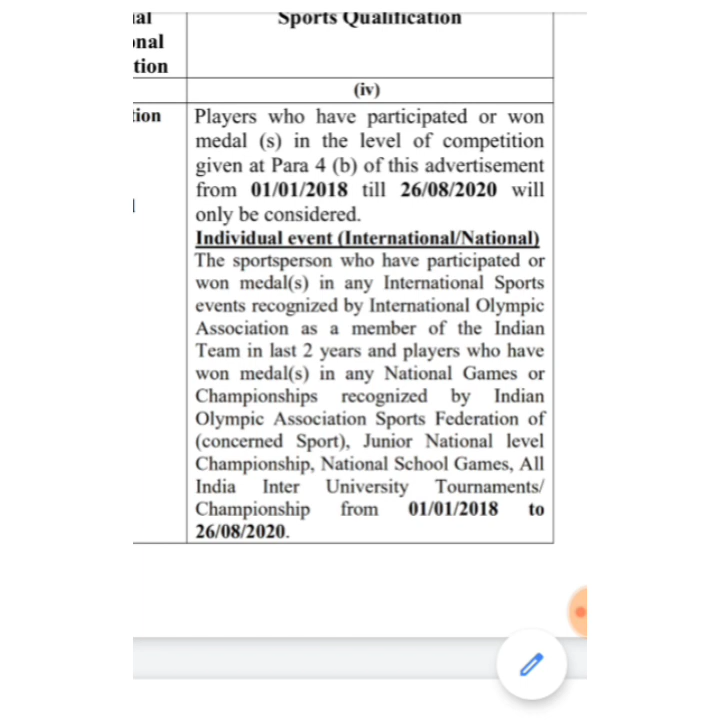 ial
onal
tion
Sports Qualification
(iv)
tion
Players who have participated or won
medal (s) in the level of competition
given at Para 4 (b) of this advertisement
from 01/01/2018 till 26/08/2020 will
only be considered.
Individual event (International/National)
The sportsperson who have participated or
won medal(s) in any International Sports
events recognized by International Olympic
Association as a member of the Indian
Team in last 2 years and players who have
won medal(s) in any National Games or
Championships recognized by Indian
Olympic Association Sports Federation of
(concerned Sport), Junior National level
Championship, National School Games, All
India Inter University Tournaments/
Championship from 01/01/2018 to
26/08/2020.